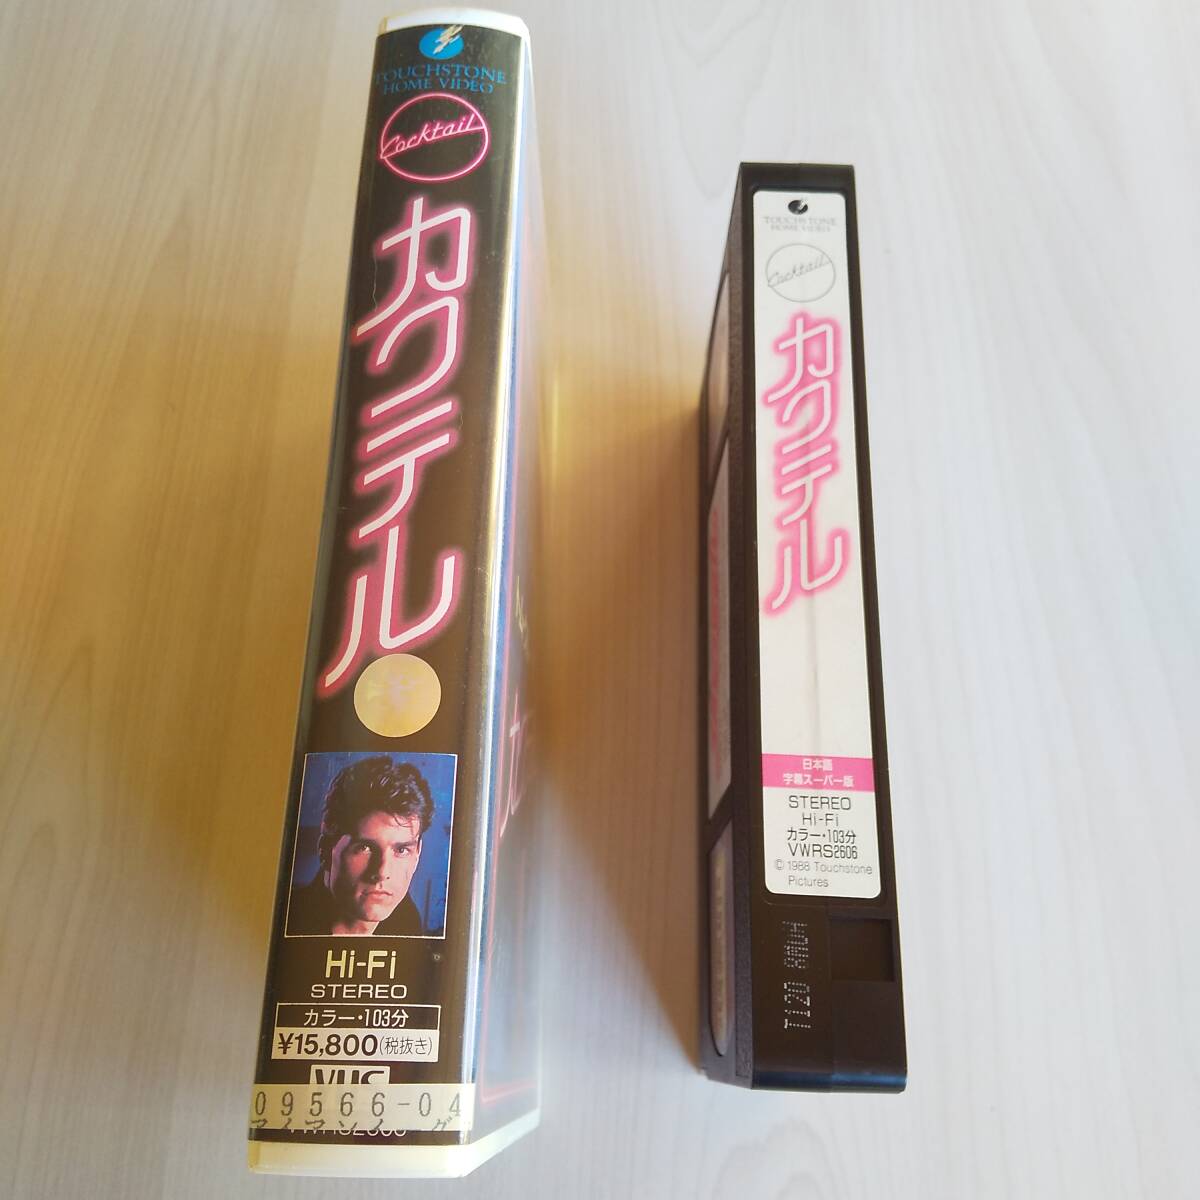 TOUCHSTONE
HOME VIDEO
Cocktail
カクテル
Hi-Fi
STEREO
カラー・103分
¥15,800(税抜き)
VHS
09566-04
TOUCHSTONE
HOME VIDEO
Cocktail
カクテル
日本語
字幕スーパー版
STEREO
Hi-Fi
カラー・103分
VWRS2606
© 1988 Touchstone
Pictures
T120